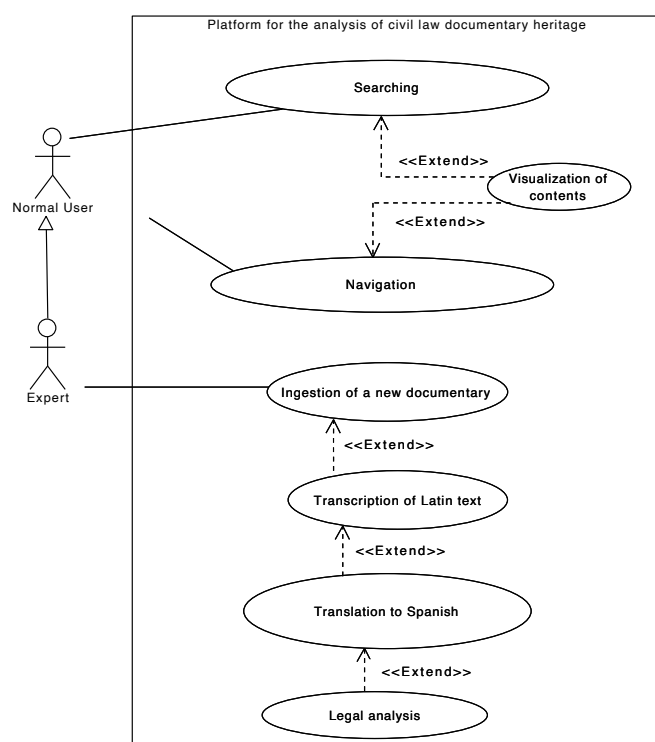 Platform for the analysis of civil law documentary heritage
Searching
<<Extend>>
Visualization of
contents
Normal User
<<Extend>>
Navigation
Expert
Ingestion of a new documentary
<<Extend>>
Transcription of Latin text
<<Extend>>
Translation to Spanish
<<Extend>>
Legal analysis